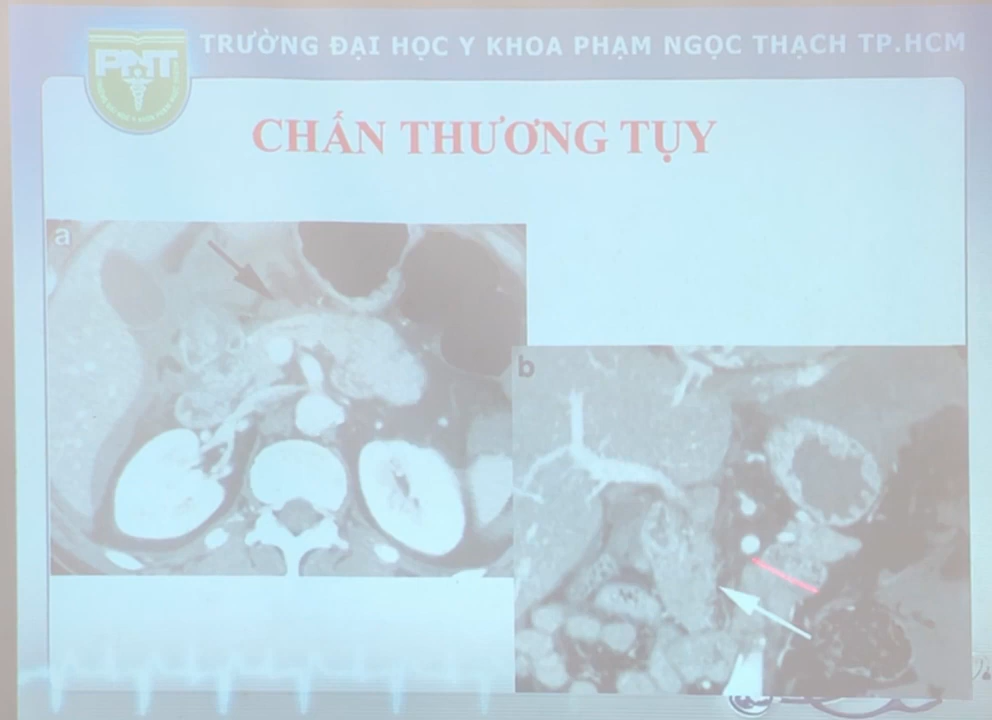 TRƯỜNG ĐẠI HỌC Y KHOA PHẠM NGỌC THẠCH TP.HCM
PNT
CHẤN THƯƠNG TỤY
a
b